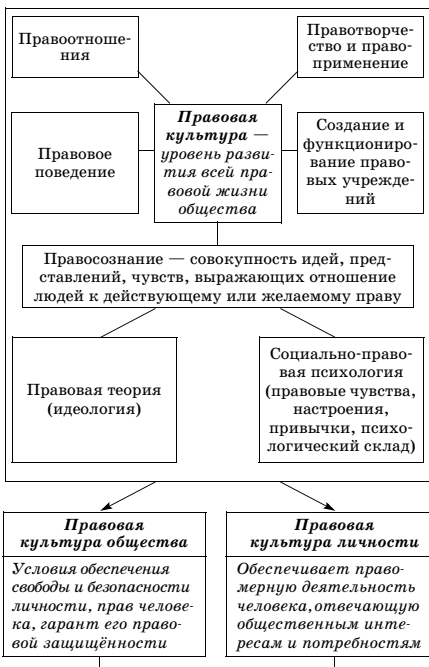 Правоотноше-
ния
Правотворче-
ство и право-
применение
Правовая
культура —
уровень разви-
тия всей пра-
вовой жизни
общества
Правовое
поведение
Создание и
функциониро-
вание право-
вых учрежде-
ний
Правосознание — совокупность идей, пред-
ставлений, чувств, выражающих отношение
людей к действующему или желаемому праву
Правовая теория
(идеология)
Социально-право-
вая психология
(правовые чувства,
настроения,
привычки, психо-
логический склад)
Правовая
культура общества
Условия обеспечения
свободы и безопасности
личности, прав челове-
ка, гарант его право-
вой защищённости
Правовая
культура личности
Обеспечивает право-
мерную деятельность
человека, отвечающую
общественным инте-
ресам и потребностям